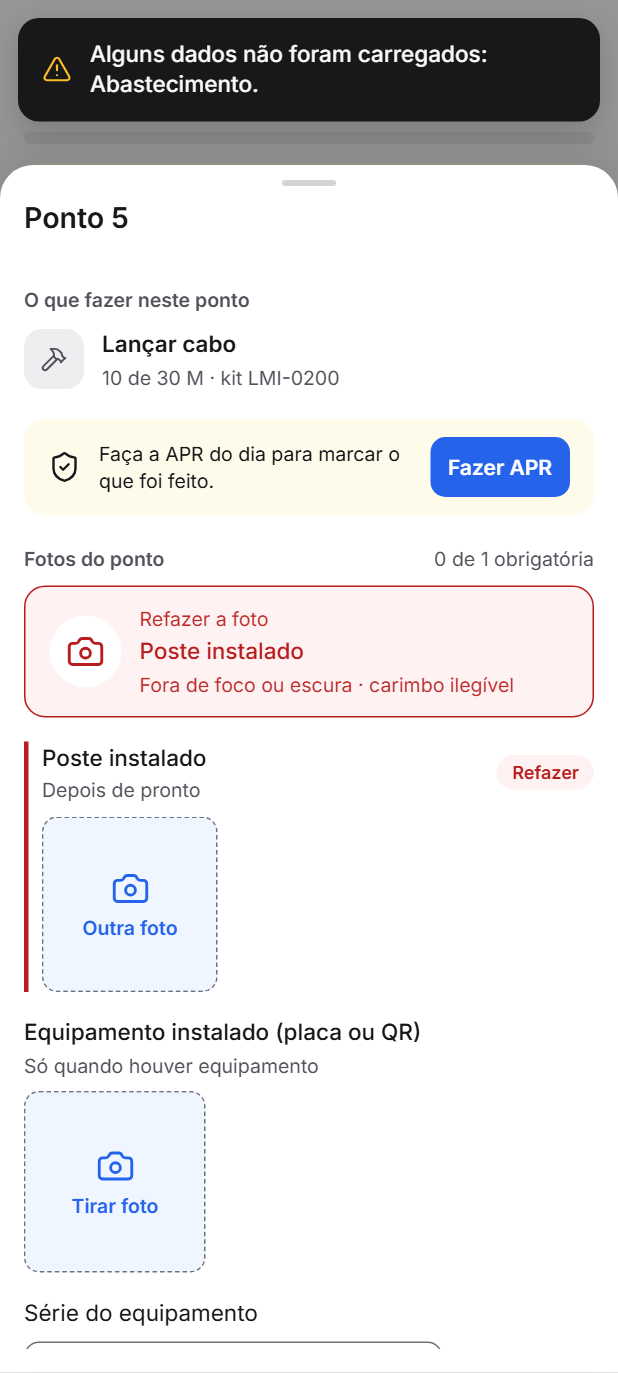 Alguns dados não foram carregados:
Abastecimento.
Ponto 5
O que fazer neste ponto
Lançar cabo
10 de 30 M · kit LMI-0200
Faça a APR do dia para marcar o
que foi feito.
Fazer APR
Fotos do ponto
0 de 1 obrigatória
Refazer a foto
Poste instalado
Fora de foco ou escura · carimbo ilegível
Poste instalado
Refazer
Depois de pronto
Outra foto
Equipamento instalado (placa ou QR)
Só quando houver equipamento
Tirar foto
Série do equipamento